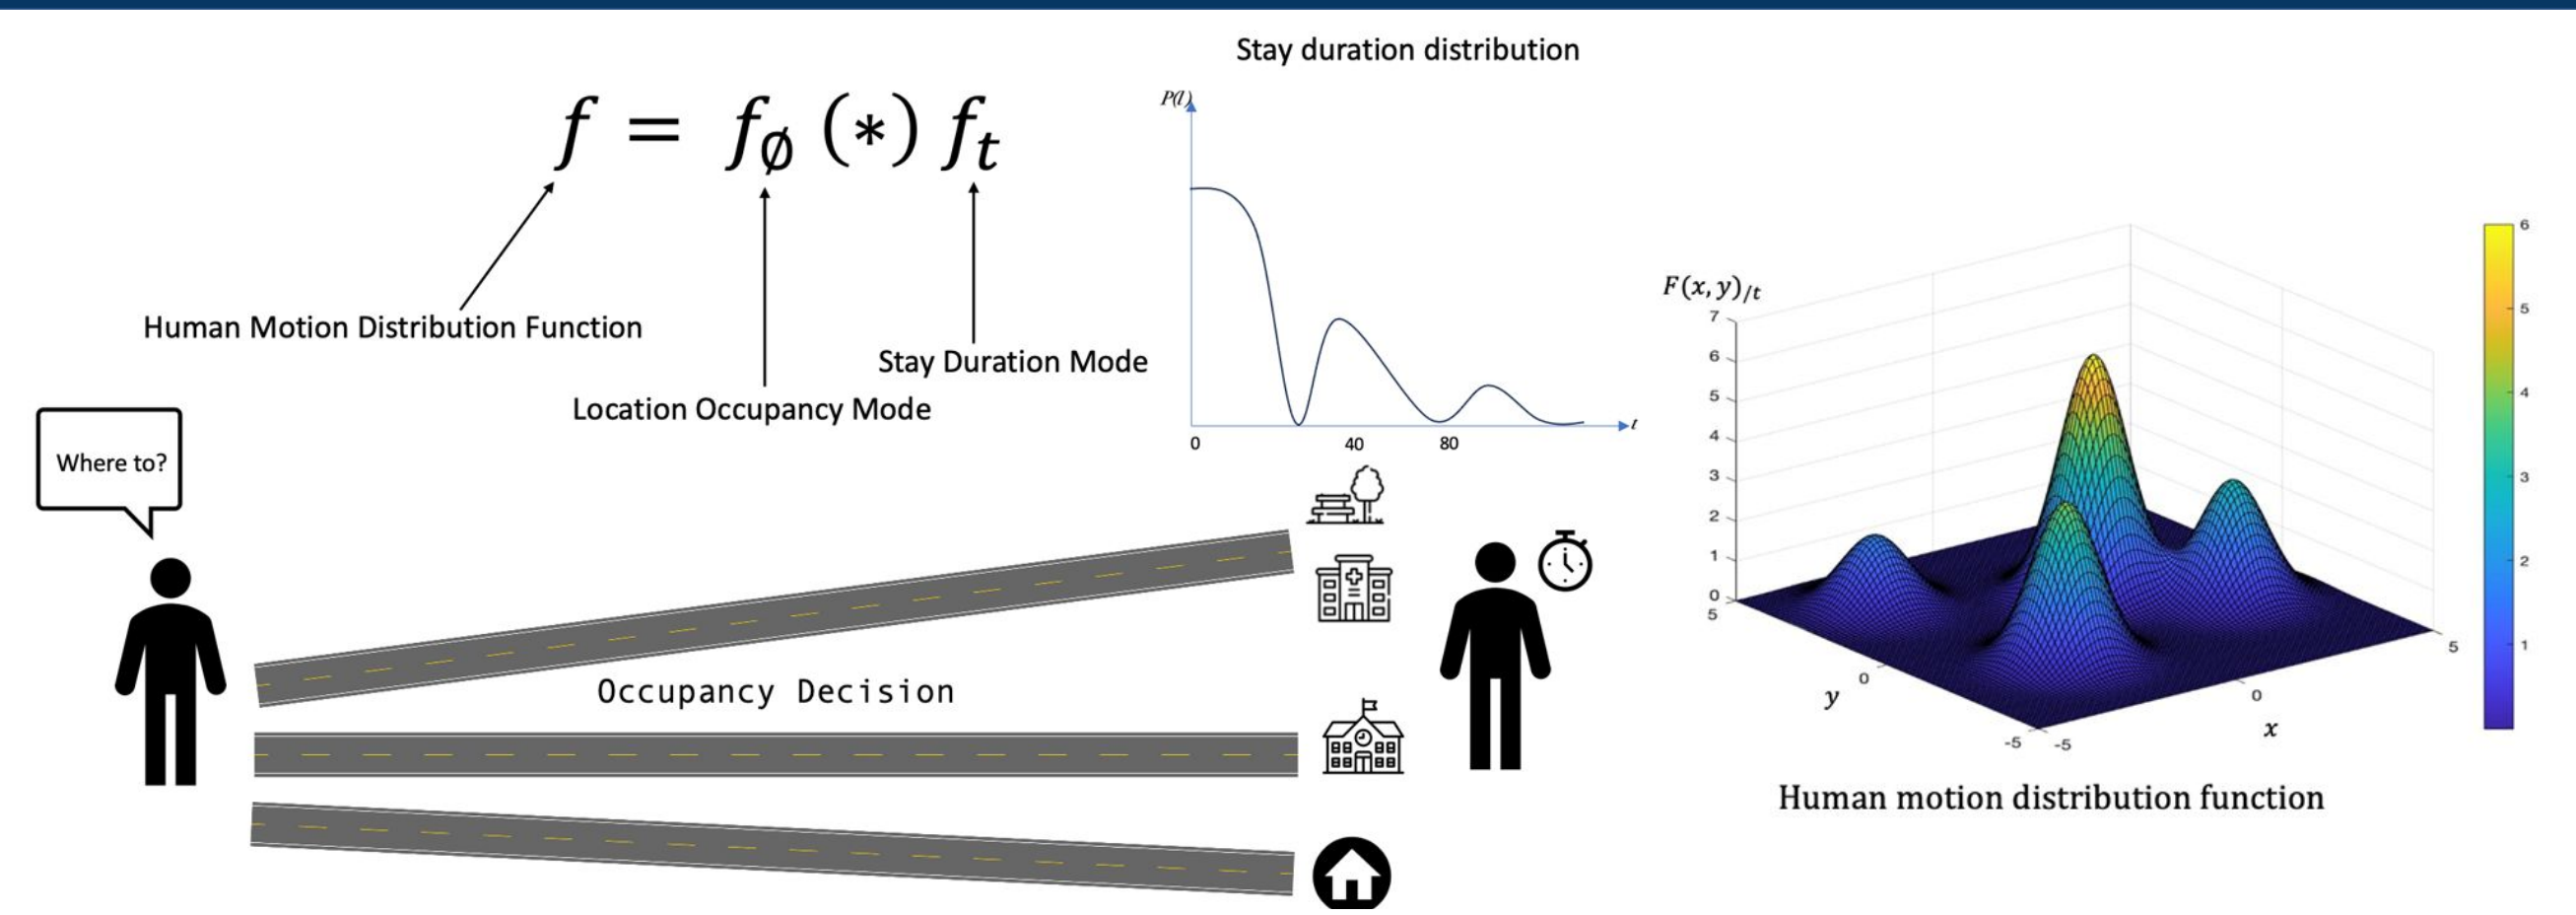 Stay duration distribution
f = f∅ (*) ft
Human Motion Distribution Function
Location Occupancy Mode
Stay Duration Mode
P(l)
0
40
80
t
Where to?
Occupancy Decision
F(x, y)/t
7
6
5
4
3
2
1
0
5
0
-5
y
-5
0
5
x
6
5
4
3
2
1
Human motion distribution function